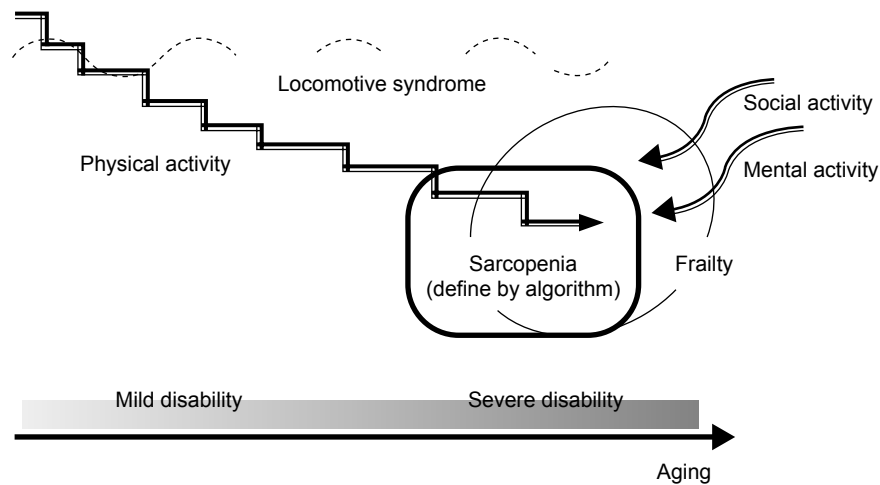 Locomotive syndrome
Social activity
Physical activity
Mental activity
Sarcopenia
(define by algorithm)
Frailty
Mild disability
Severe disability
Aging